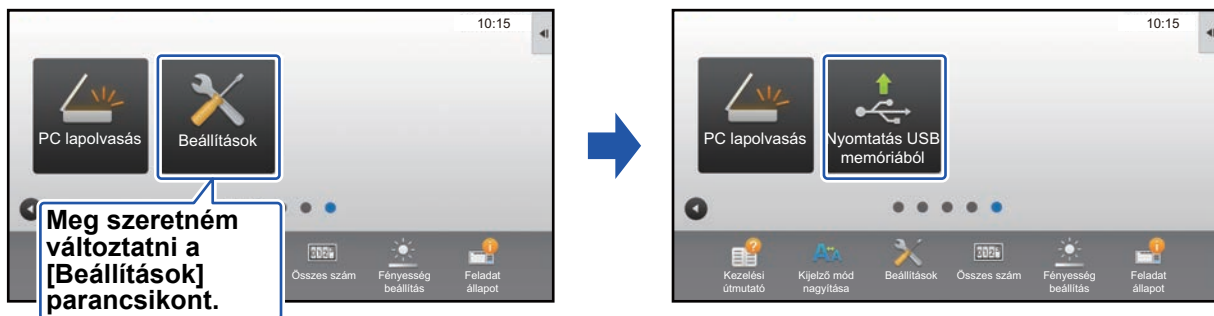 10:15
PC lapolvasás
Beállítások
Meg szeretném
változtatni a
[Beállítások]
parancsikont.
Összes szám
Fényesség
beállítás
Feladat
állapot
10:15
PC lapolvasás
Nyomtatás USB
memóriából
Kezelési
útmutató
Kijelző mód
nagyítása
Beállítások
Összes szám
Fényesség
beállítás
Feladat
állapot